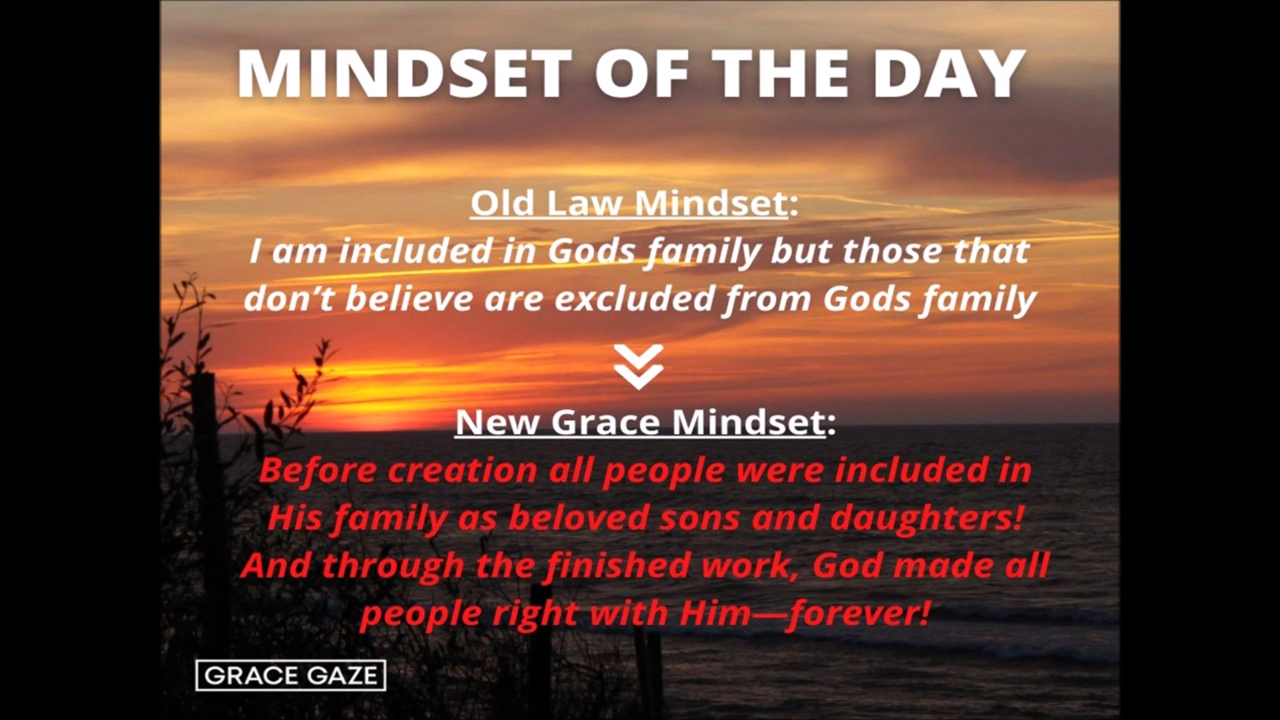 MINDSET OF THE DAY
Old Law Mindset:
I am included in Gods family but those that
don’t believe are excluded from Gods family
New Grace Mindset:
Before creation all people were included in
His family as beloved sons and daughters!
And through the finished work, God made all
people right with Him—forever!
GRACE GAZE